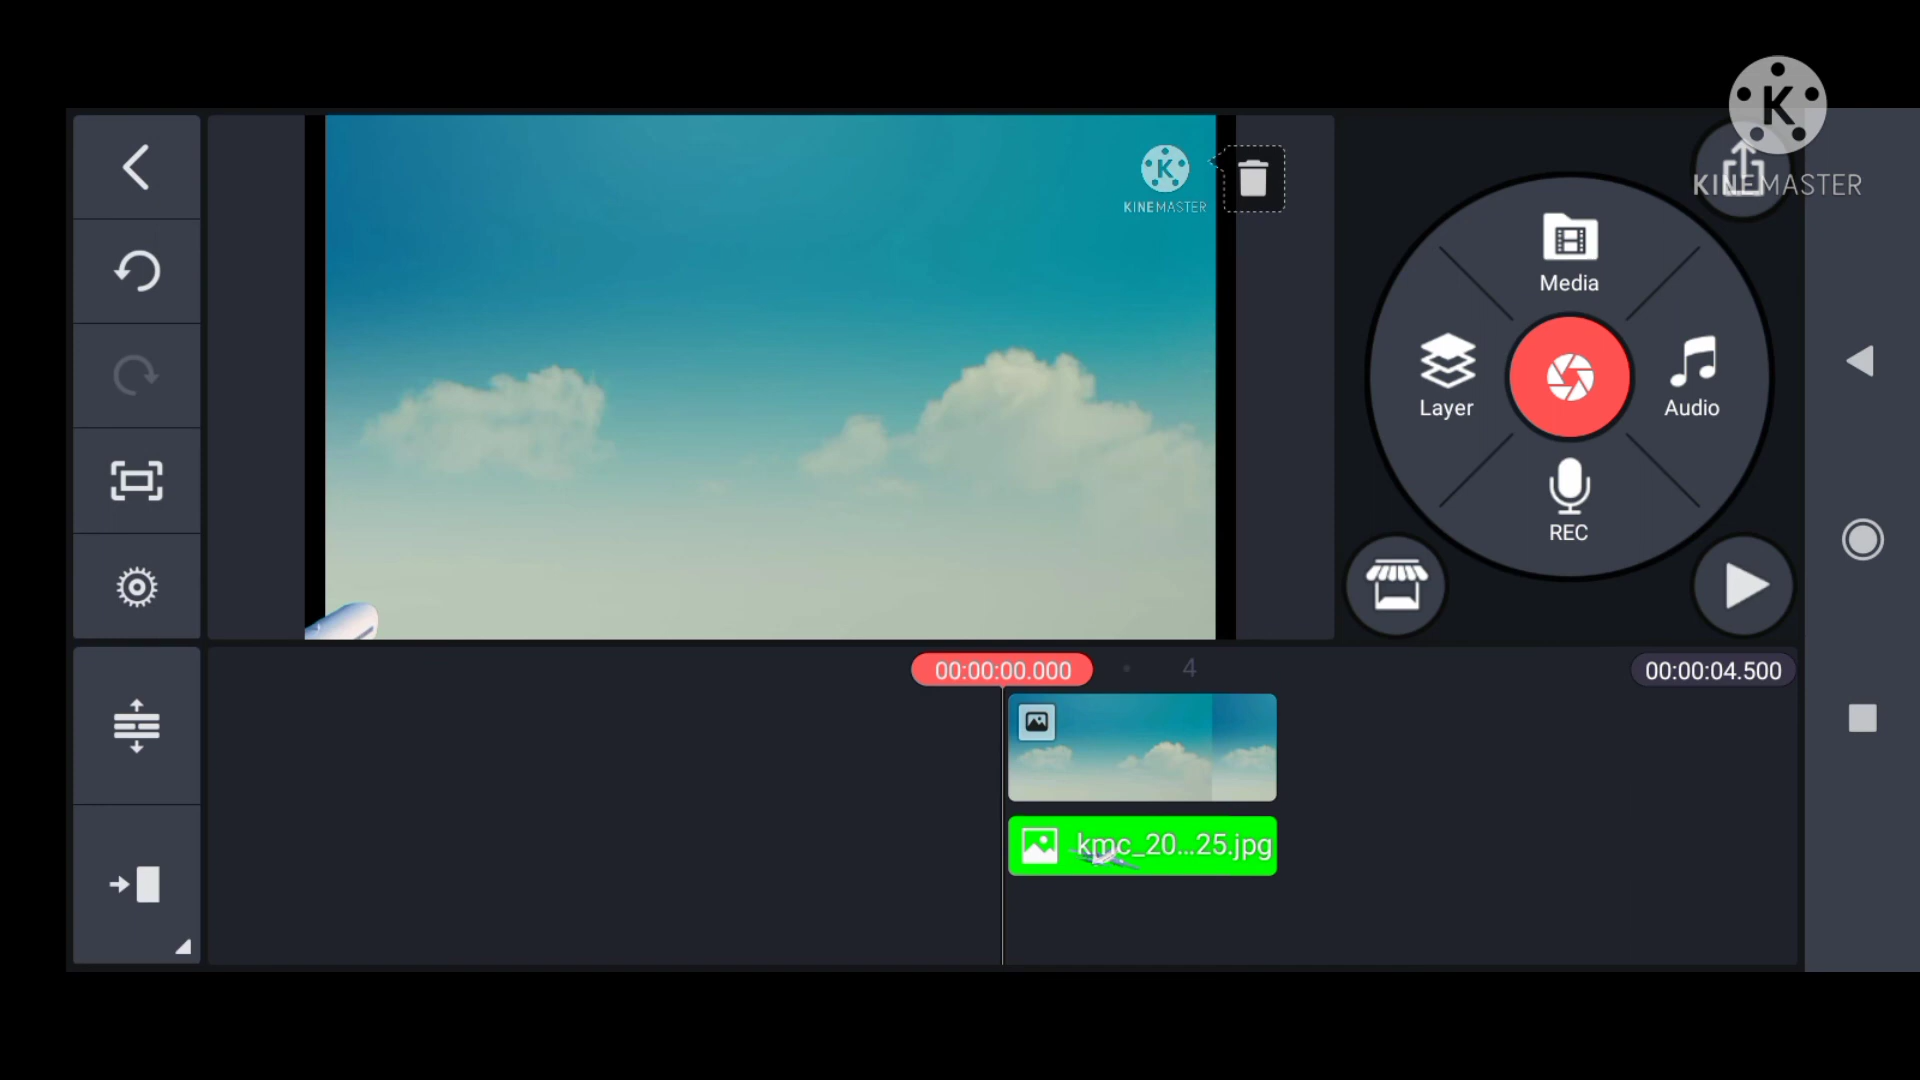 KINEMASTER
KINEMASTER
Media
Layer
Audio
REC
00:00:00.000
4
00:00:04.500
kmc_20...25.jpg